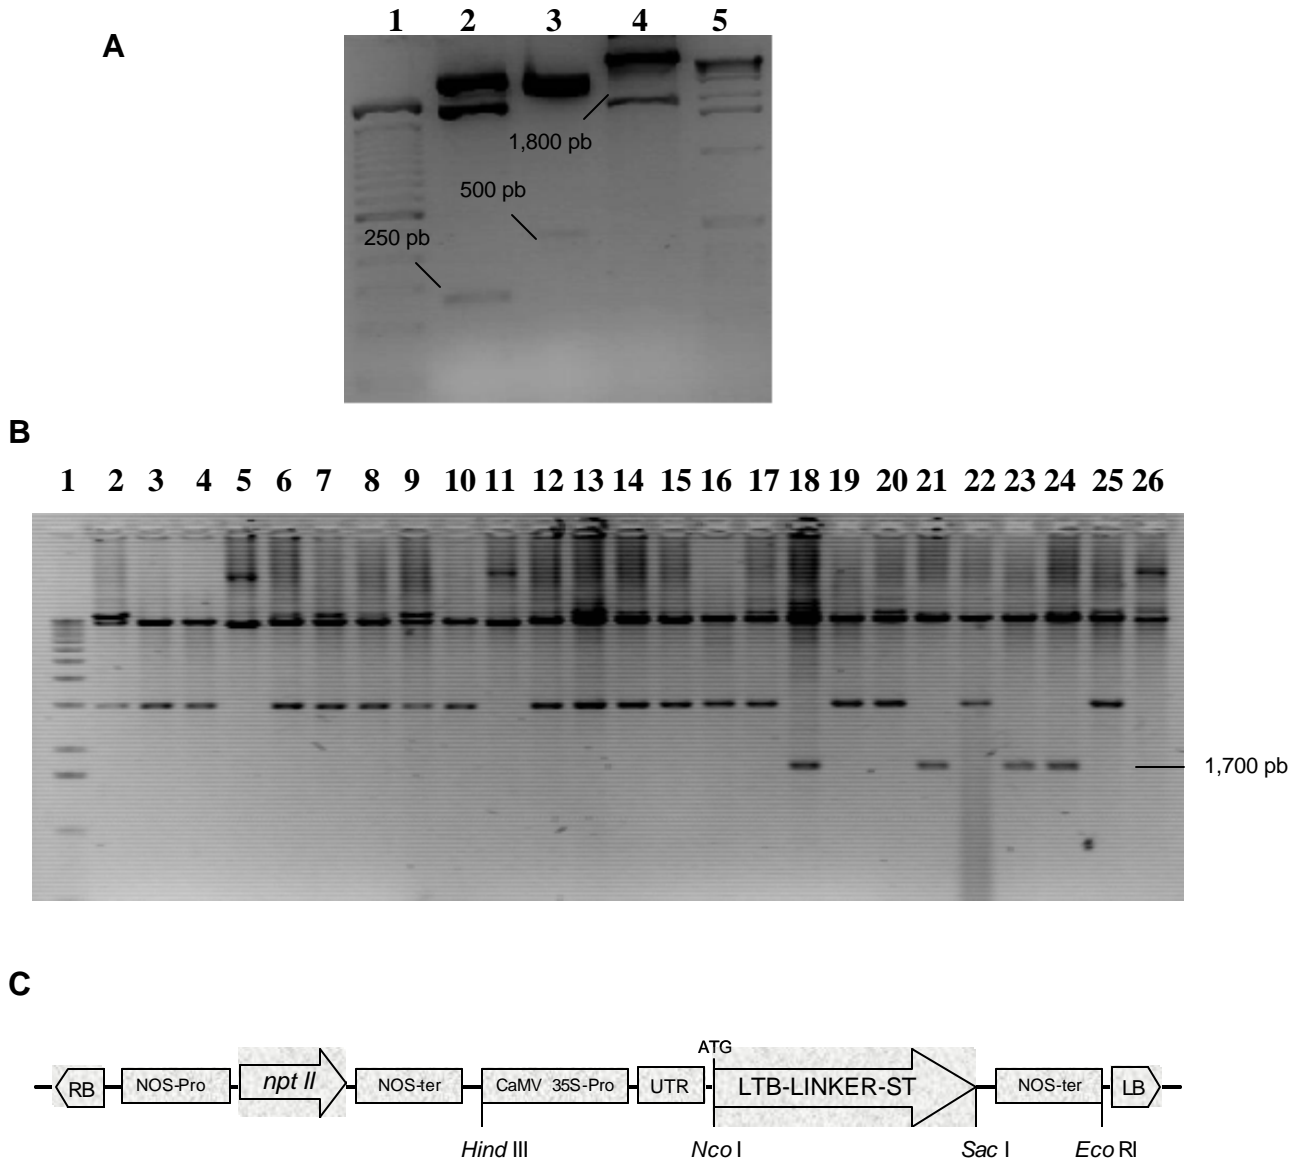 A
1 2 3 4 5
1,800 pb
500 pb
250 pb
B
1 2 3 4 5 6 7 8 9 10 11 12 13 14 15 16 17 18 19 20 21 22 23 24 25 26
1,700 pb
C
ATG
RB NOS-Pro npt II NOS-ter CaMV 35S-Pro UTR LTB-LINKER-ST NOS-ter LB
Hind III Nco I Sac I Eco RI